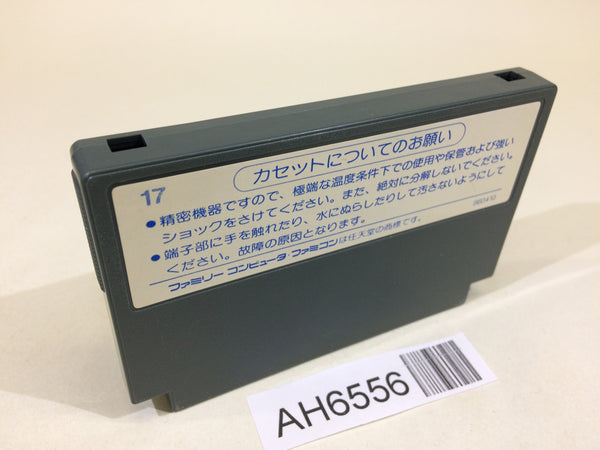 カセットについてのお願い
17
●精密機器ですので、極端な温度条件下での使用や保管および強い
ショックをさけてください。また、絶対に分解しないでください。
●端子部に手を触れたり、水にぬらしたりして汚さないようにして
ください。故障の原因となります。
860410
ファミリー コンピュータ・ファミコンは任天堂の商標です。
AH6556